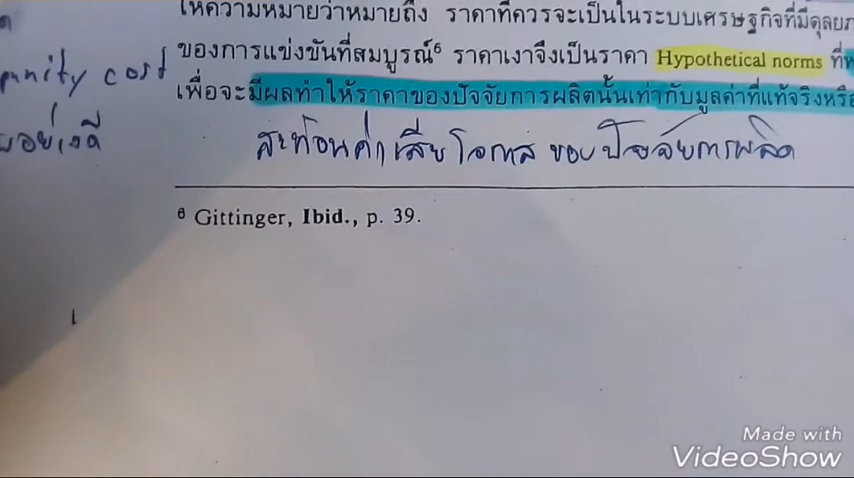 ให้ความหมายว่าหมายถึง ราคาที่ควรจะเป็นในระบบเศรษฐกิจที่มีดุลยภ
ของการแข่งขันที่สมบูรณ์⁶ ราคาเงาจึงเป็นราคา Hypothetical norms ที่
เพื่อจะมีผลทำให้ราคาของปัจจัยการผลิตนั้นเท่ากับมูลค่าที่แท้จริงหรือ
unity cost
อย่างดี
สะท้อนค่าเสียโอกาส ของปัจจัยการผลิต
⁶ Gittinger, Ibid., p. 39.
Made with
VideoShow